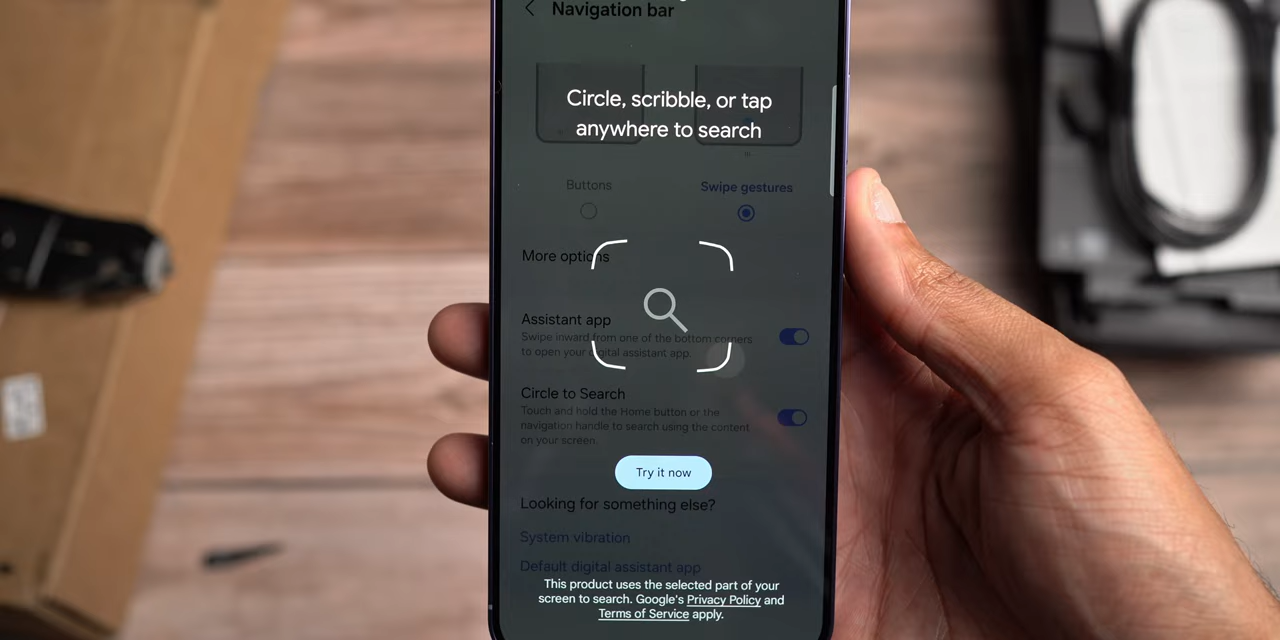 Navigation bar
Circle, scribble, or tap
anywhere to search
Buttons
Swipe gestures
More options
Assistant app
Swipe inward from one of the bottom corners
to open your digital assistant app.
Circle to Search
Touch and hold the Home button or the
navigation handle to search using the content
on your screen.
Try it now
Looking for something else?
System vibration
Default digital assistant app
This product uses the selected part of your
screen to search. Google's Privacy Policy and
Terms of Service apply.